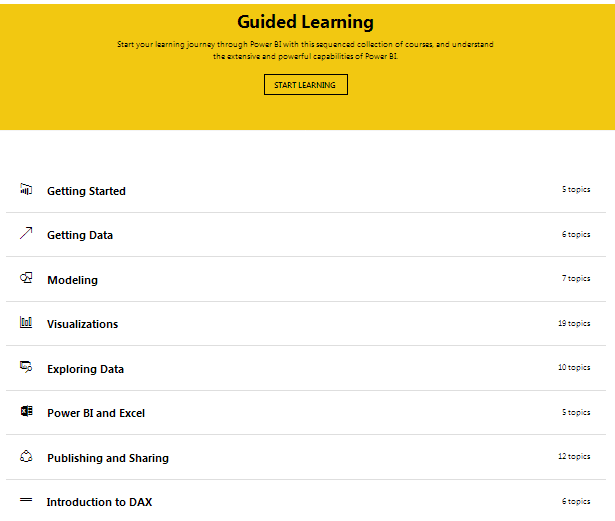 Guided Learning
Start your learning journey through Power BI with this sequenced collection of courses, and understand
the extensive and powerful capabilities of Power BI.
START LEARNING
Getting Started 5 topics
Getting Data 6 topics
Modeling 7 topics
Visualizations 19 topics
Exploring Data 10 topics
Power BI and Excel 5 topics
Publishing and Sharing 12 topics
Introduction to DAX 6 topics